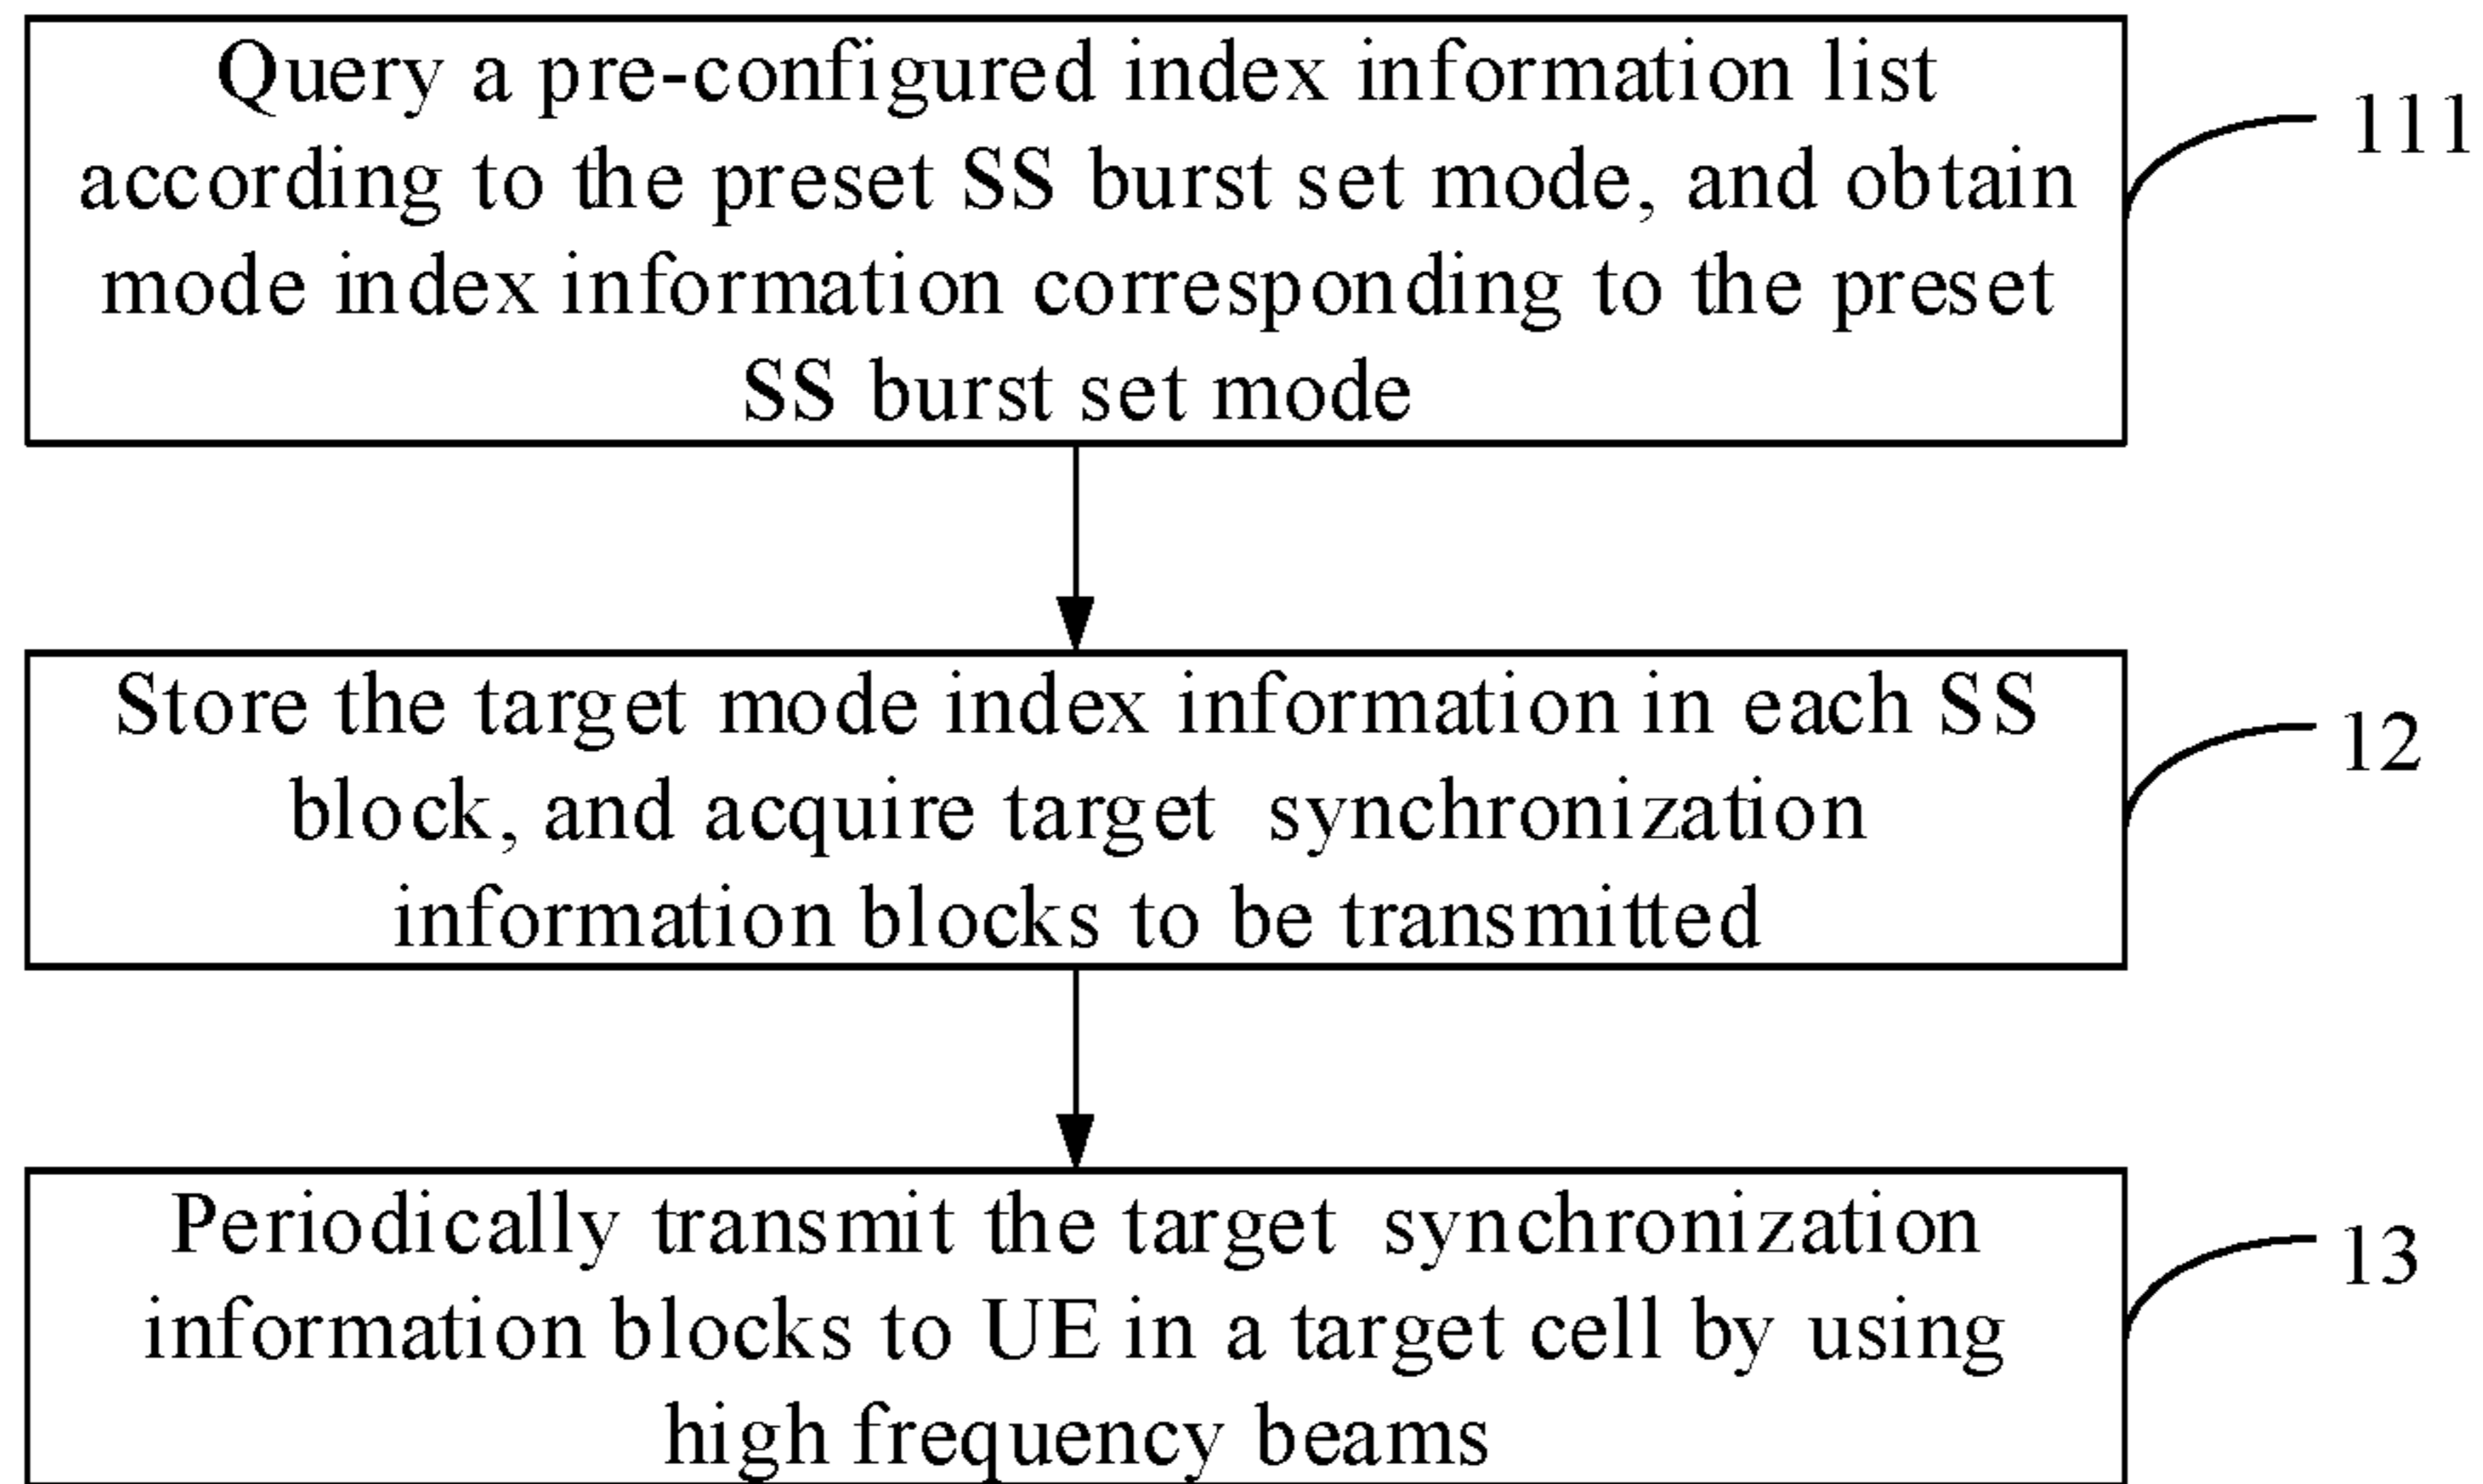 Query a pre-configured index information list
according to the preset SS burst set mode, and obtain
mode index information corresponding to the preset
SS burst set mode
111
Store the target mode index information in each SS
block, and acquire target synchronization
information blocks to be transmitted
12
Periodically transmit the target synchronization
information blocks to UE in a target cell by using
high frequency beams
13